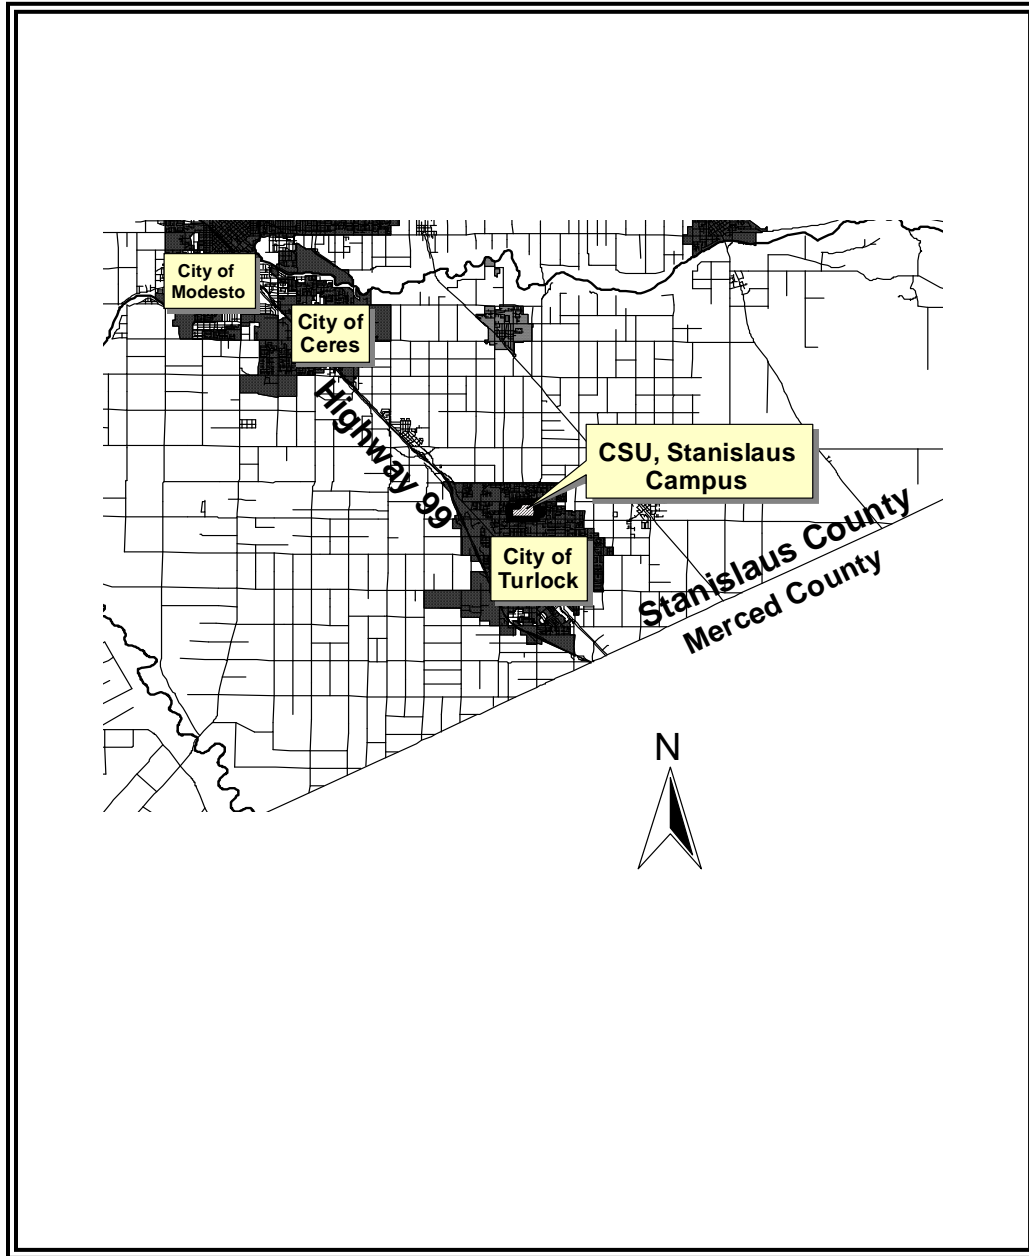 City of
Modesto
City of
Ceres
Highway 99
CSU, Stanislaus
Campus
City of
Turlock
Stanislaus County
Merced County
N